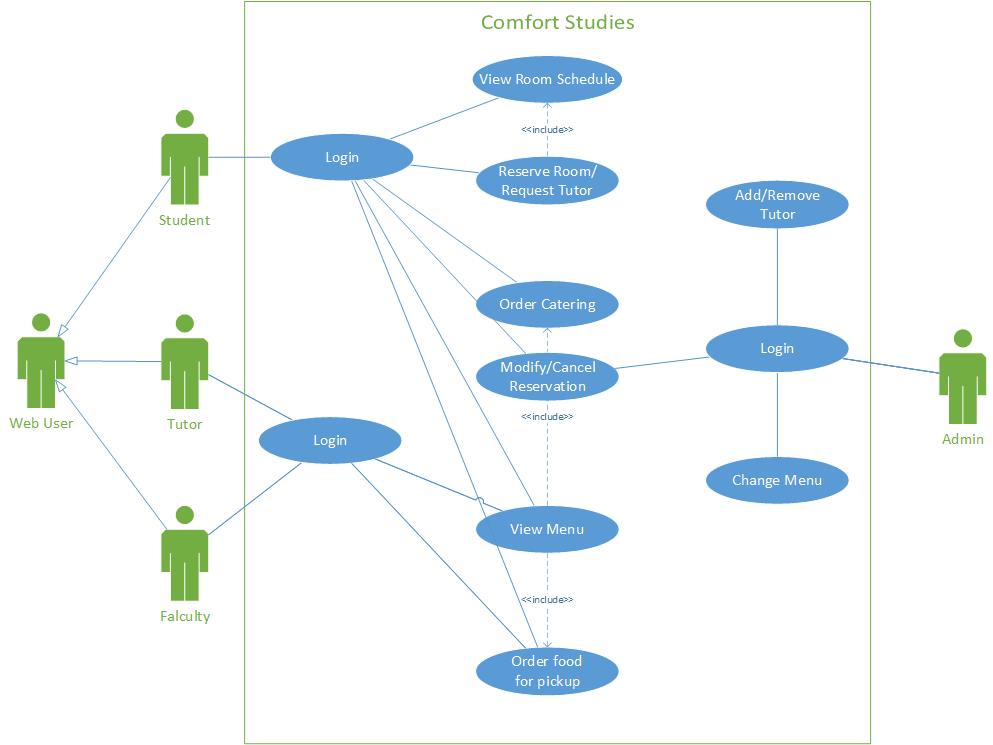 Comfort Studies
View Room Schedule
<<include>>
Login
Reserve Room/
Request Tutor
Student
Add/Remove
Tutor
Order Catering
Login
Modify/Cancel
Reservation
<<include>>
Web User
Tutor
Login
Admin
Change Menu
View Menu
<<include>>
Falculty
Order food
for pickup